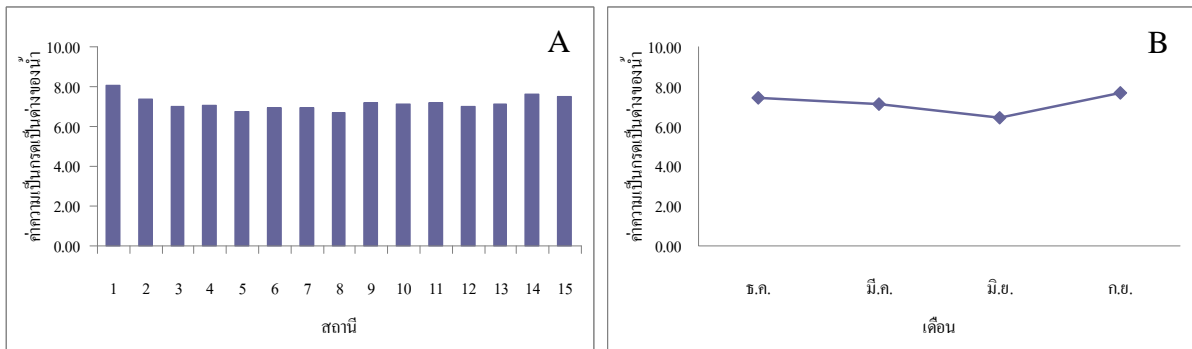 A
ค่าความเป็นกรดเป็นด่างของน้ำ
10.00
8.00
6.00
4.00
2.00
0.00
1 2 3 4 5 6 7 8 9 10 11 12 13 14 15
สถานี
B
ค่าความเป็นกรดเป็นด่างของน้ำ
10.00
8.00
6.00
4.00
2.00
0.00
ธ.ค. มี.ค. มิ.ย. ก.ย.
เดือน